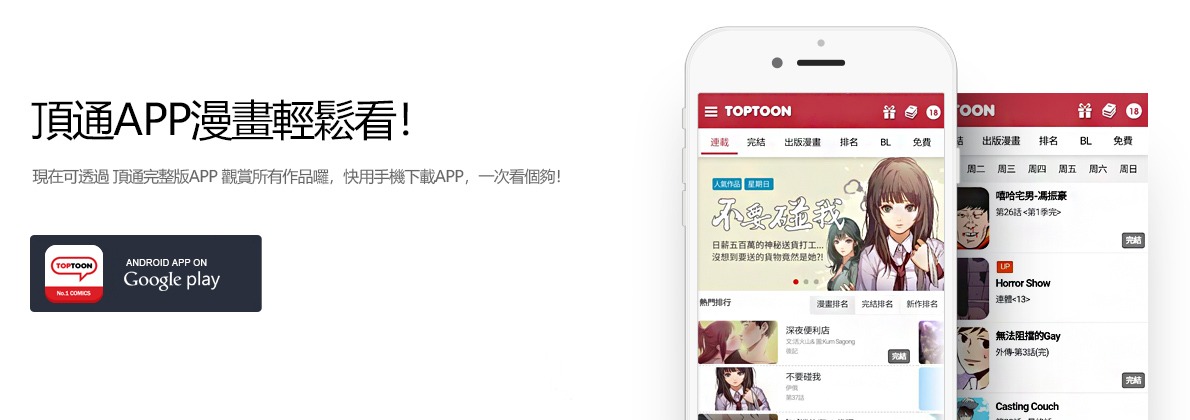 頂通APP漫畫輕鬆看!
現在可透過 頂通完整版APP 觀賞所有作品囉，快用手機下載APP，一次看個夠!
TOPTOON
No.1 COMICS
ANDROID APP ON
Google play
TOPTOON
18
連載 完結 出版漫畫 排名 BL 免費
人氣作品 星期日
不要碰我
日薪五百萬的神秘送貨打工...
沒想到要送的貨物竟然是她?!
熱門排行
漫畫排名 完結排名 新作排名
深夜便利店
後記
完結
不要碰我
伊俄
第37話
TOON
18
結 出版漫畫 排名 BL 免費
周二 周三 周四 周五 周六 周日
嘻哈宅男-馮振豪
第26話 <第1季完>
完結
UP
Horror Show
連體<13>
無法阻擋的Gay
外傳-第3話(完)
完結
Casting Couch